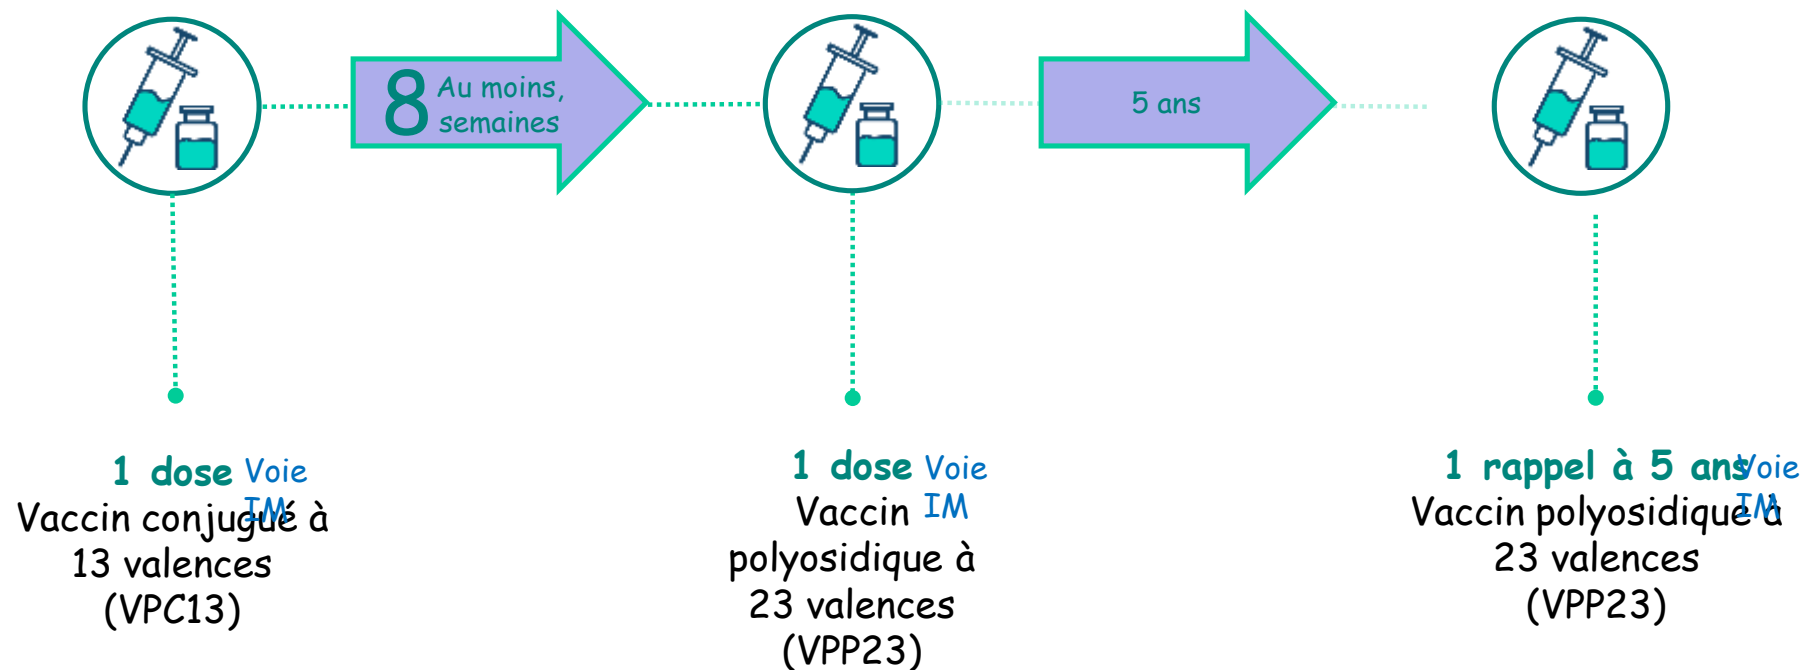 8 Au moins,
semaines
5 ans
1 dose Voie
IM
Vaccin conjugué à
13 valences
(VPC13)
1 dose Voie
IM
Vaccin
polyosidique à
23 valences
(VPP23)
1 rappel à 5 ans Voie
IM
Vaccin polyosidique à
23 valences
(VPP23)